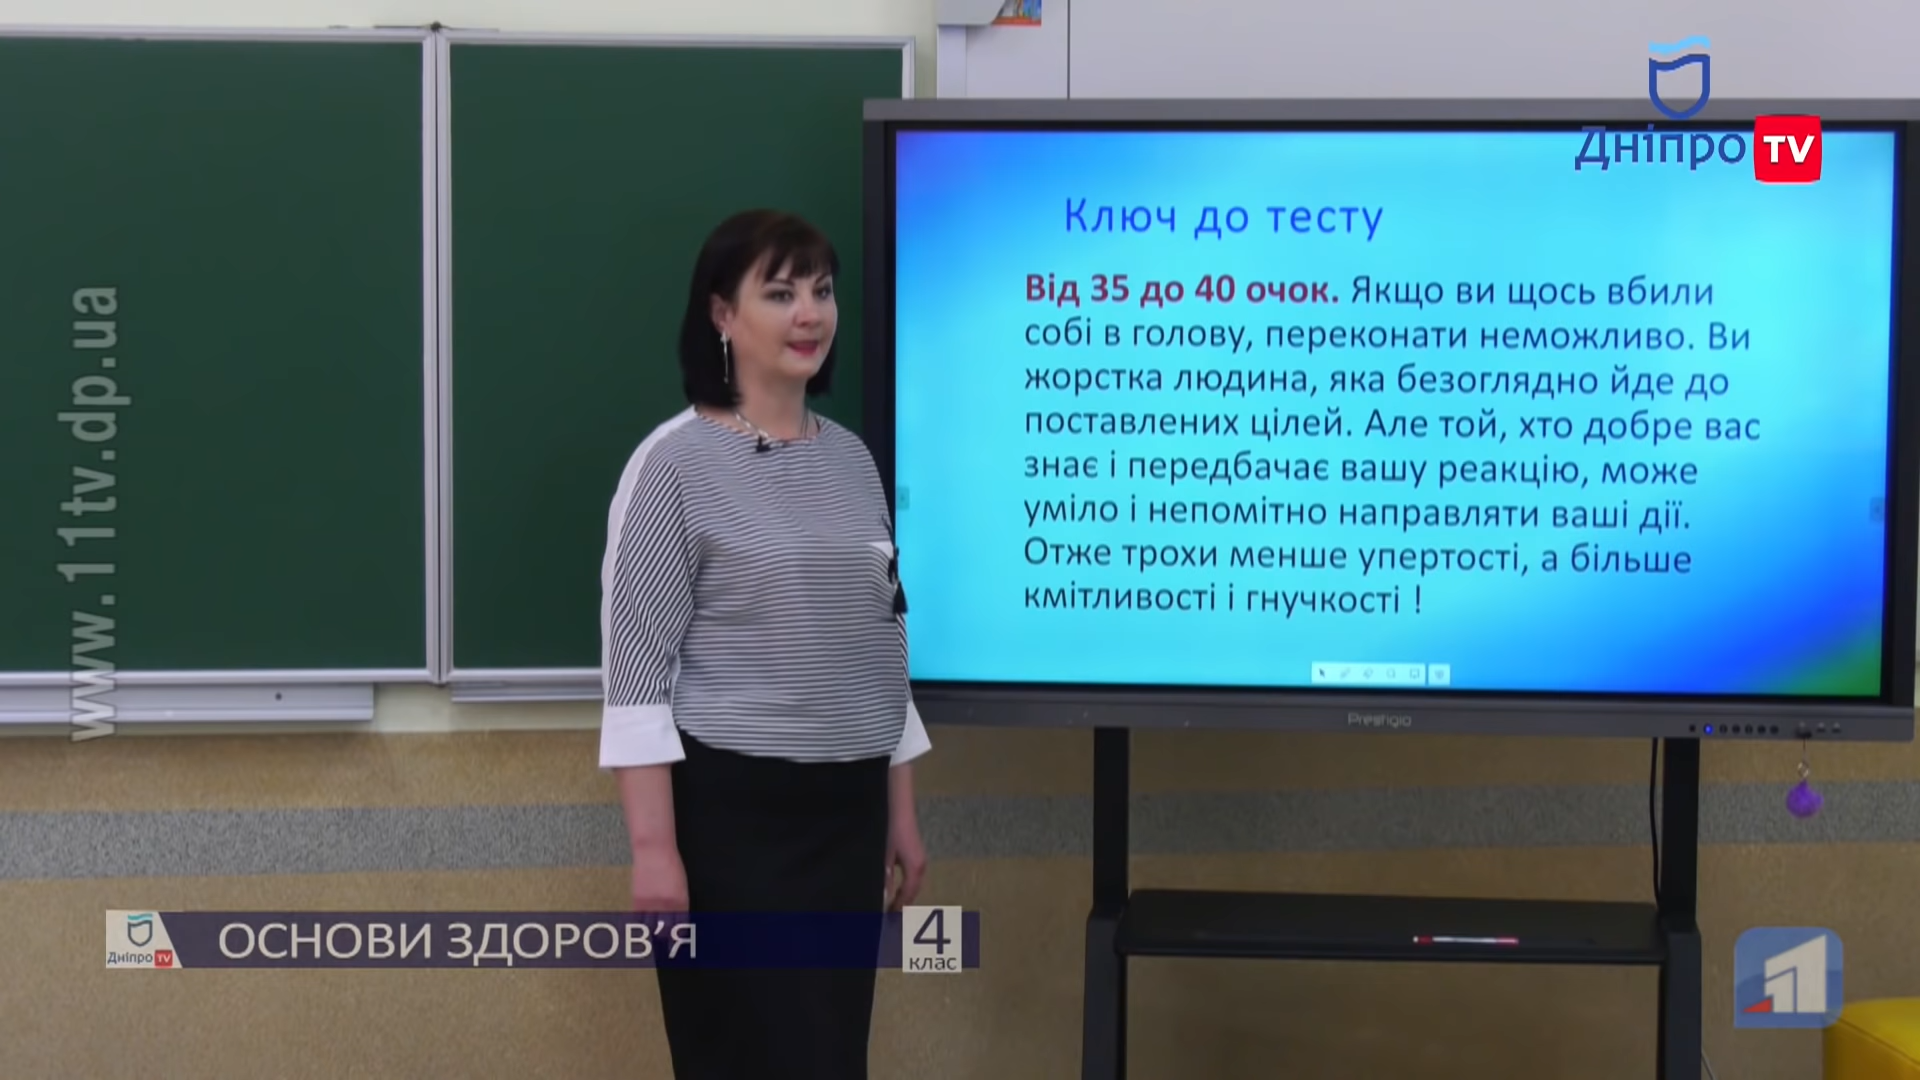 Дніпро TV
Ключ до тесту
Від 35 до 40 очок. Якщо ви щось вбили
собі в голову, переконати неможливо. Ви
жорстка людина, яка безоглядно йде до
поставлених цілей. Але той, хто добре вас
знає і передбачає вашу реакцію, може
уміло і непомітно направляти ваші дії.
Отже трохи менше упертості, а більше
кмітливості і гнучкості !
Prestigio
www.11tv.dp.ua
Дніпро TV
ОСНОВИ ЗДОРОВ’Я
4
клас
11